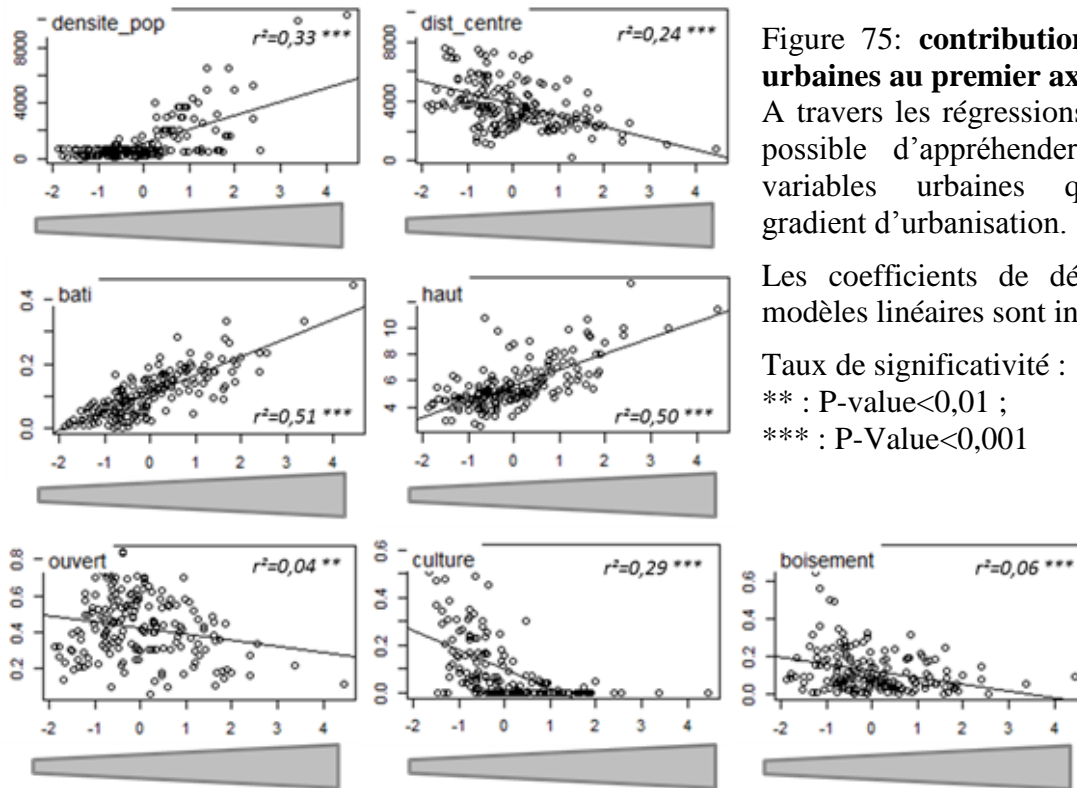 densite_pop
r²=0,33 ***
8000
4000
0
-2 -1 0 1 2 3 4
dist_centre
r²=0,24 ***
8000
4000
0
-2 -1 0 1 2 3 4
Figure 75: contribution
urbaines au premier ax
A travers les régressions
possible d'appréhender
variables urbaines q
gradient d'urbanisation.
Les coefficients de dé
modèles linéaires sont in
Taux de significativité :
** : P-value<0,01 ;
*** : P-Value<0,001
bati
r²=0,51 ***
0.4
0.2
0.0
-2 -1 0 1 2 3 4
haut
r²=0,50 ***
10
8
6
4
-2 -1 0 1 2 3 4
ouvert
r²=0,04 **
0.8
0.6
0.4
0.2
-2 -1 0 1 2 3 4
culture
r²=0,29 ***
0.6
0.4
0.2
0.0
-2 -1 0 1 2 3 4
boisement
r²=0,06 ***
0.6
0.4
0.2
0.0
-2 -1 0 1 2 3 4